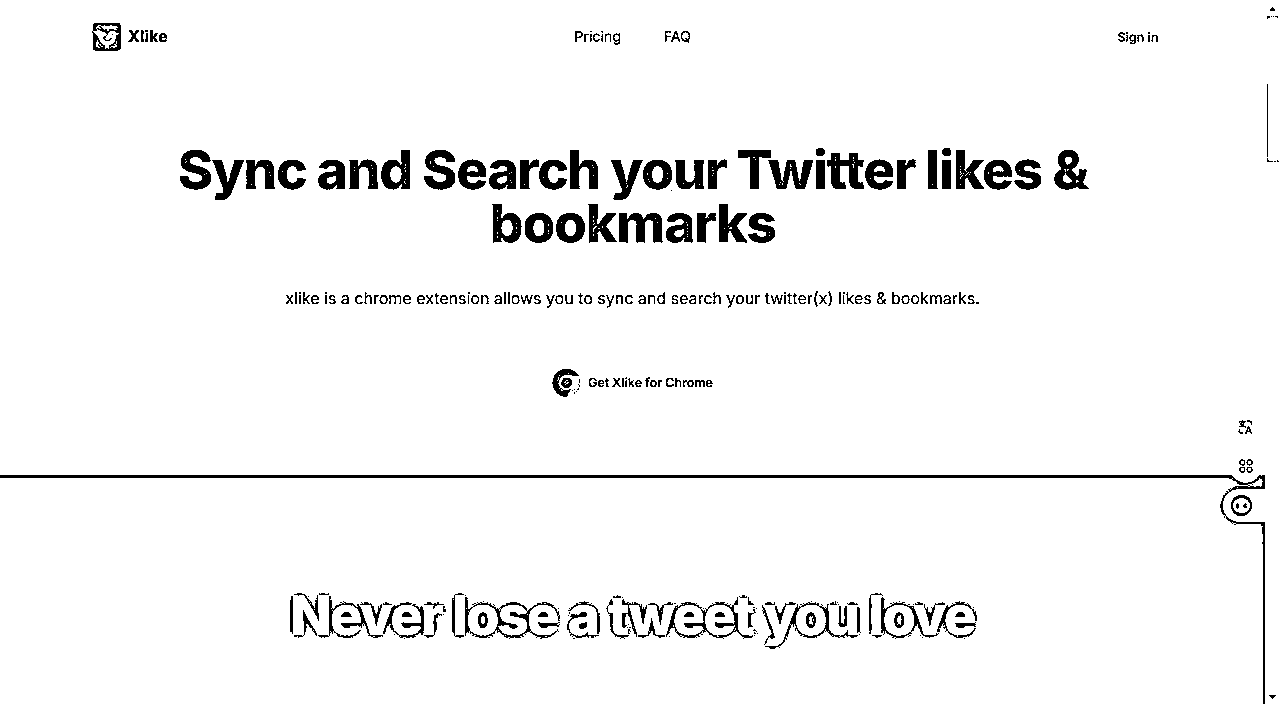 Xlike
Pricing
FAQ
Sign in
Sync and Search your Twitter likes &
bookmarks
xlike is a chrome extension allows you to sync and search your twitter(x) likes & bookmarks.
Get Xlike for Chrome
Never lose a tweet you love